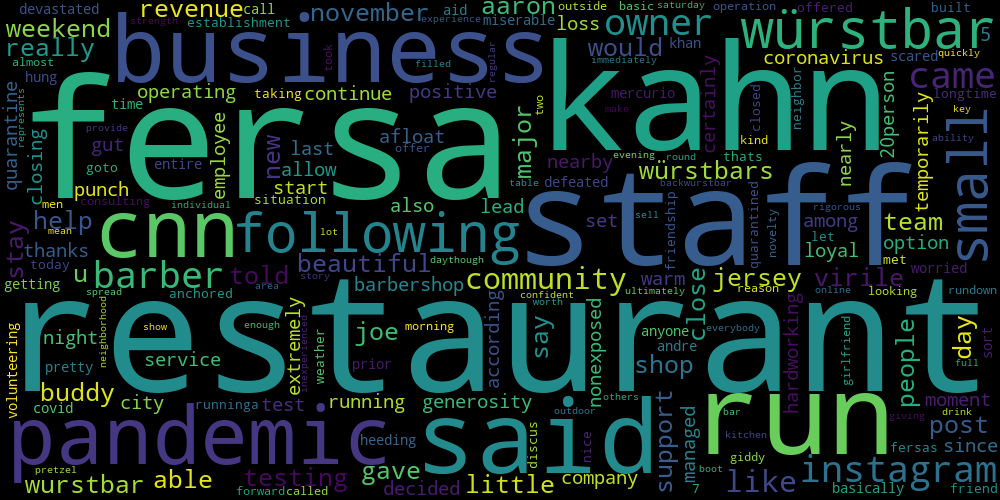 devastated
revenue
call
november
aid
aaron
outside
basic
saturday
operation
offered
built
strength
weekend
establishment
miserable
experience
loss
owner
würstbar
5
really
business
took
filled
regular
would
khan
coronavirus
scared
quickly
almost
hung
operating
taking
continue
positive
immediately
mercurio
certainly
neighbor
closed
nearly
20person
came
longtime
quarantine
represents
time
fersa
kahn
two
make
key
closing
gut
entire
employee
new
last
afloat
offer
major
kind
thats
temporarily
ability
small
goto
allow
evening
round
nearby
würstbars
punch
situation
start
defeated
table
backwurstbar
rigorous
men
consulting
individual
also
lead
staff
set
sell
friendship
quarantined
novelty
among
loyal
team
stay
help
mean
cnn
lot
following
let
met
option
thanks
u
told
beautiful
daythough
community
warm
jersey
virile
worried
today
getting
barber
barbershop
reason
looking
spread
anchored
area
story
confident
ultimately
online
rundown
volunteering
night
neighborhood
restaurant
show
enough
extremely
weather
joe
morning
according
worth
say
nonexposed
anyone
close
everybody
hardworking
girlfriend
people
day
sort
pretty
service
inexperienced
prior
shop
andre
full
buddy
covid
city
runninga
test
running
generosity
outdoor
others
support
managed
run
bar
moment
giving
drink
pandemic
heeding
said
discus
nice
kitchen
fersas
post
since
pretzel
wurstbar
able
forward
called
testing
gave
decided
little
company
7
boot
giddy
like
instagram
basically
friend